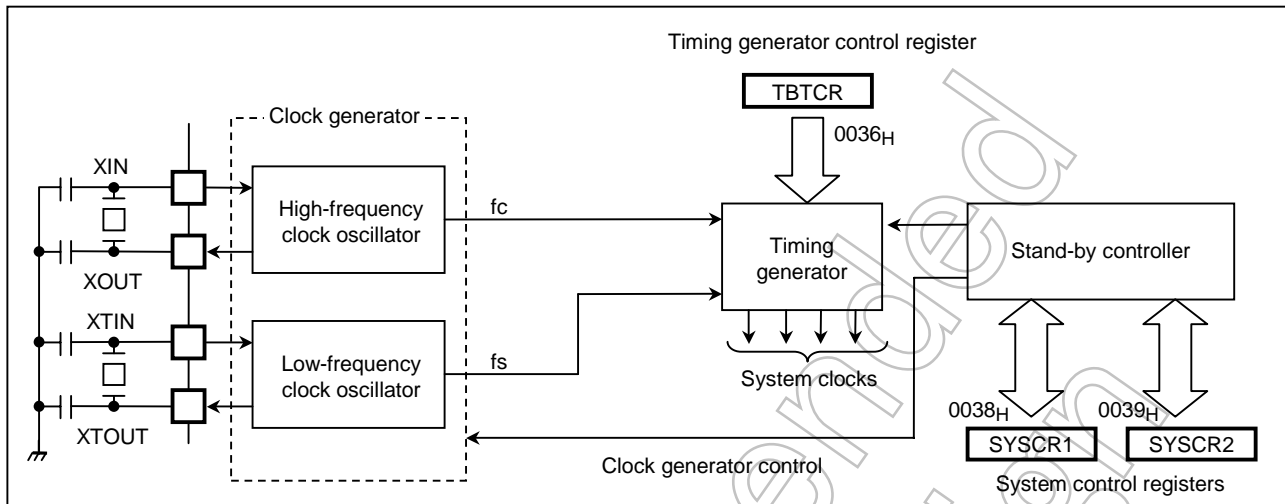 Timing generator control register
TBTCR
0036H
Clock generator
XIN
High-frequency
clock oscillator
fc
XOUT
Timing
generator
Stand-by controller
XTIN
Low-frequency
clock oscillator
fs
XTOUT
System clocks
0038H
0039H
SYSCR1
SYSCR2
Clock generator control
System control registers
ended